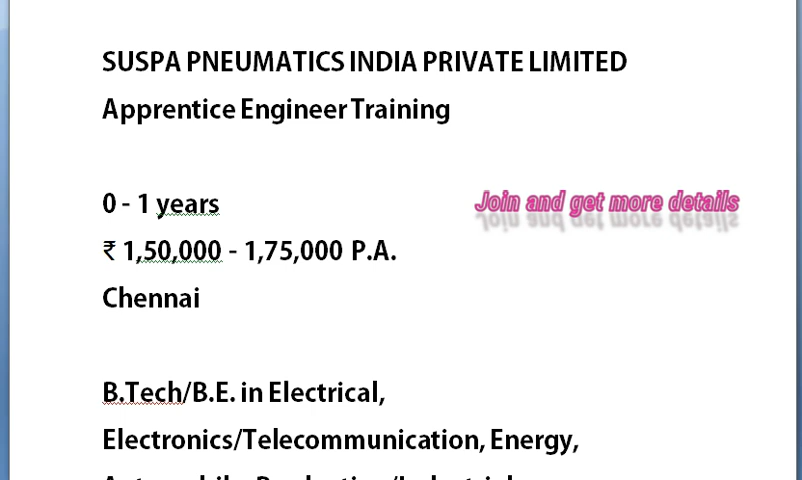 SUSPA PNEUMATICS INDIA PRIVATE LIMITED
Apprentice Engineer Training
0 - 1 years
Join and get more details
₹ 1,50,000 - 1,75,000 P.A.
Chennai
B.Tech/B.E. in Electrical,
Electronics/Telecommunication, Energy,